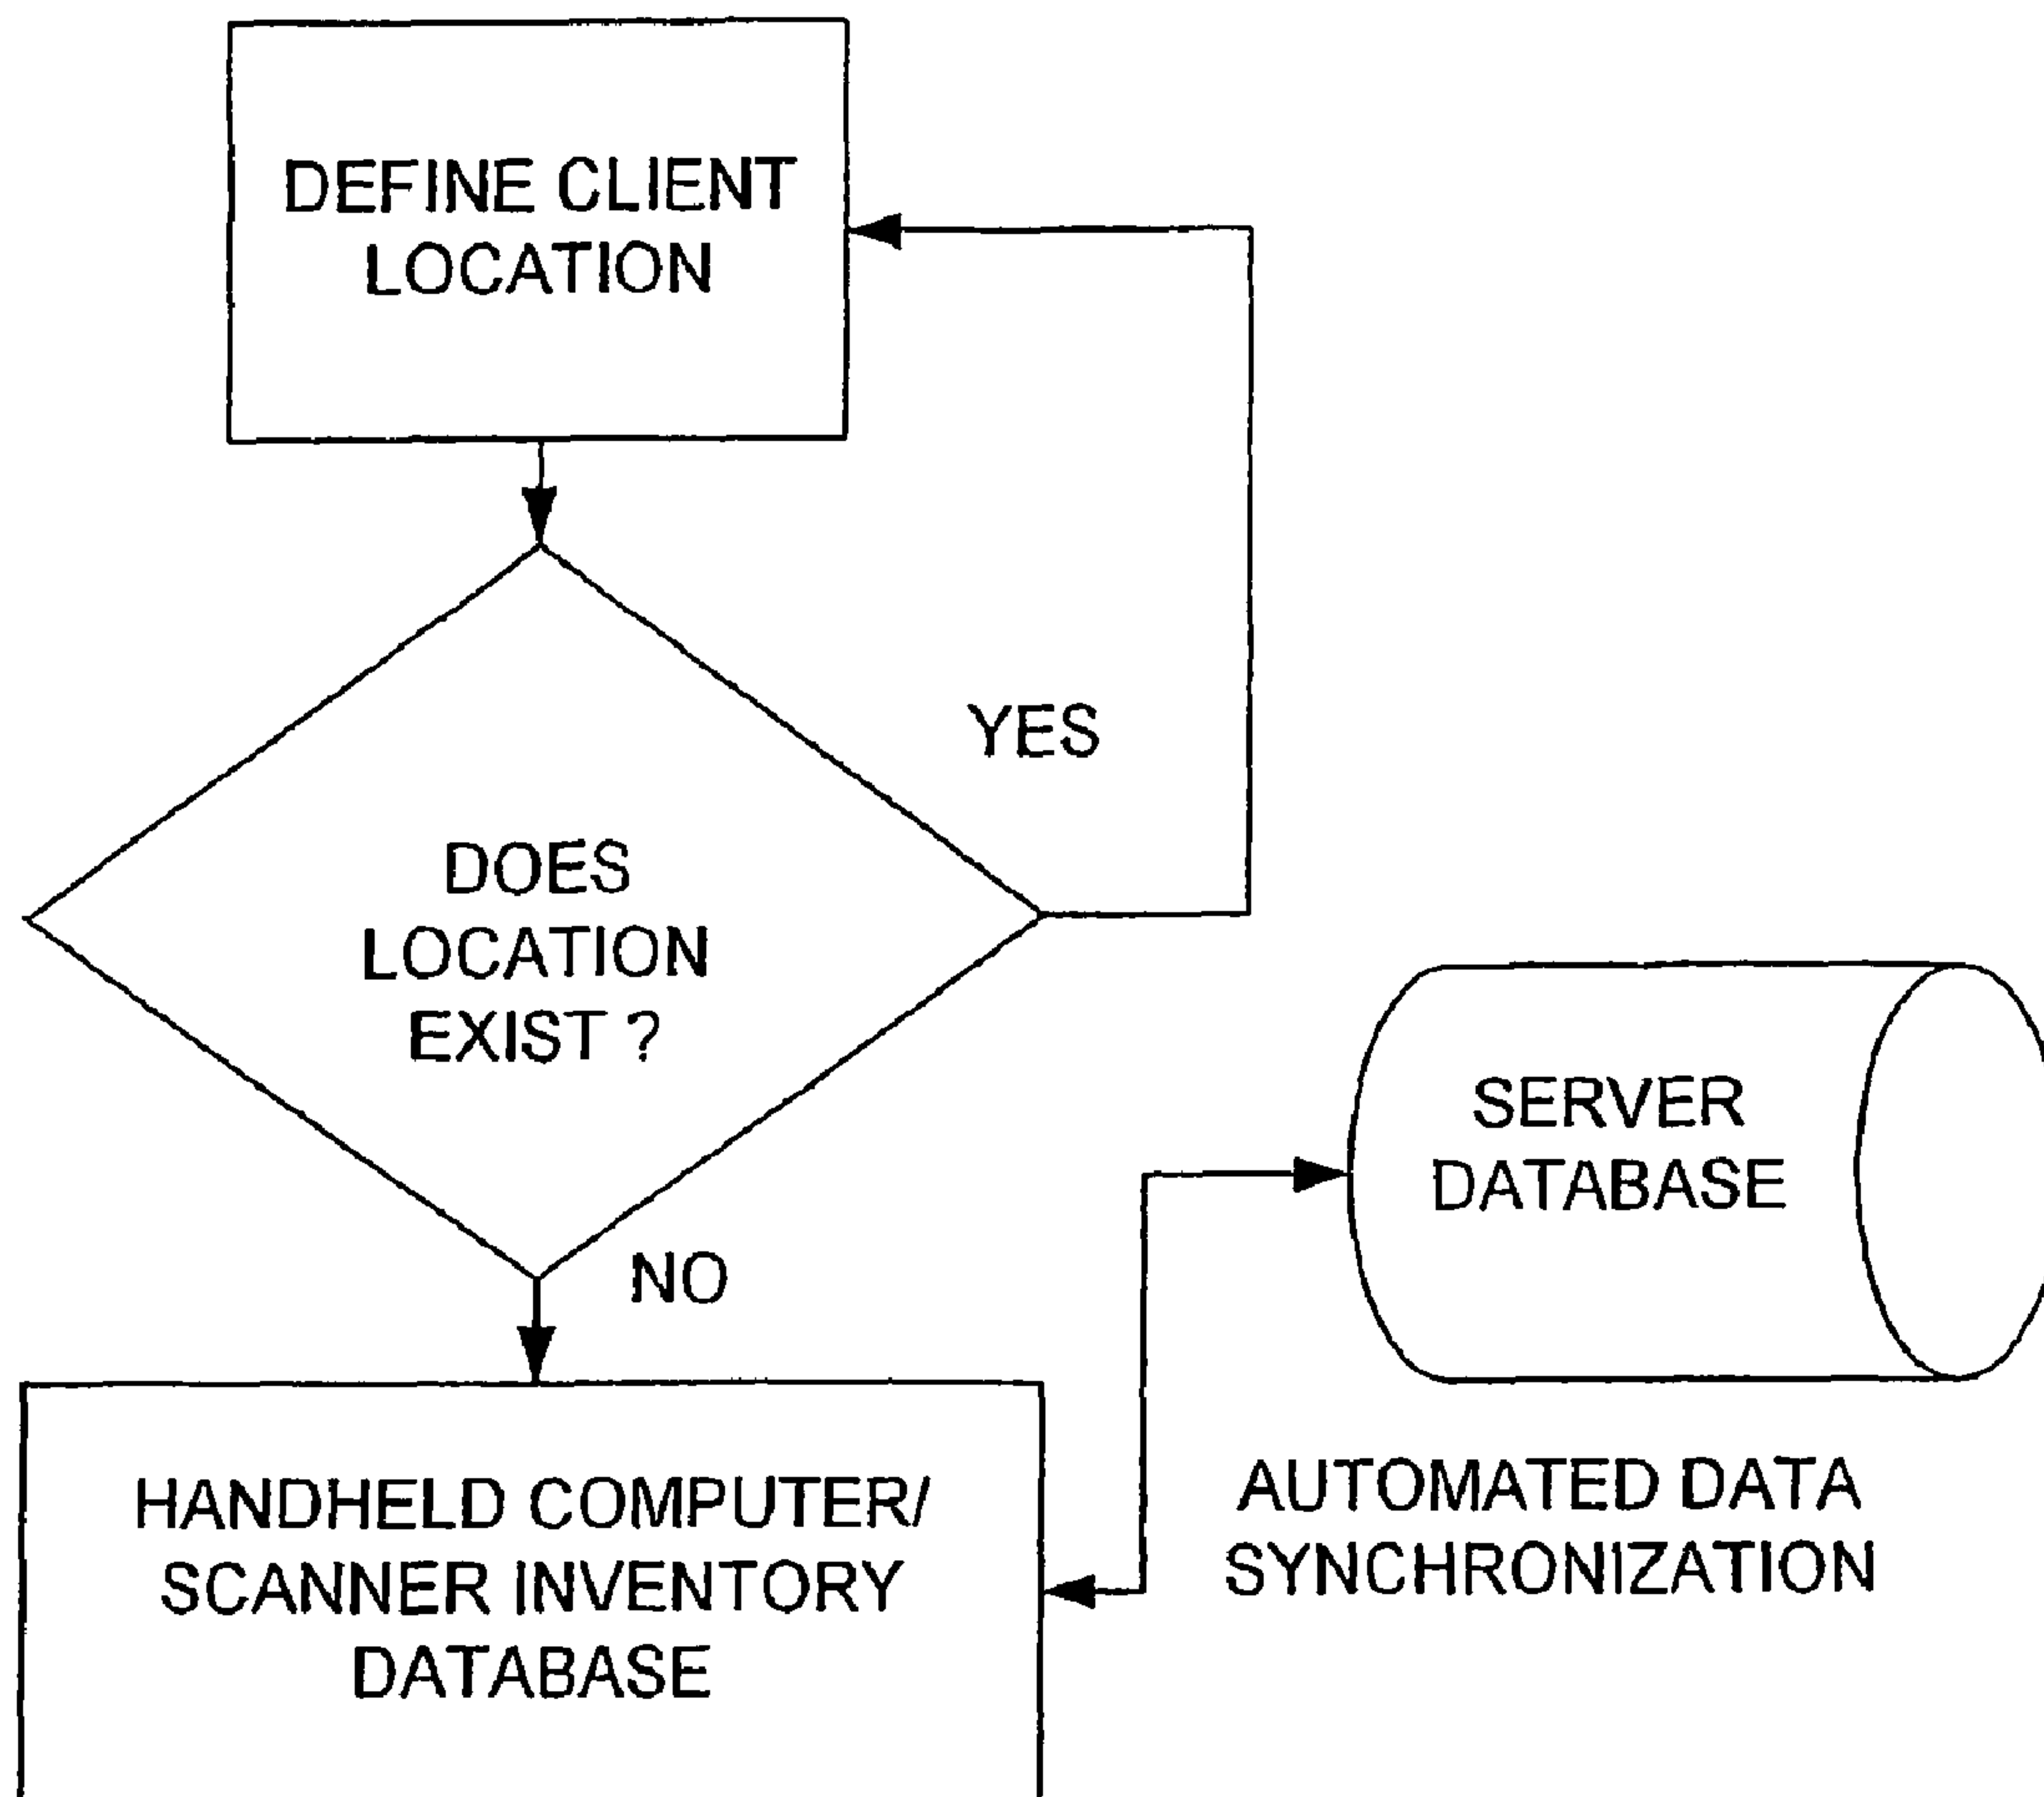 DEFINE CLIENT
LOCATION
YES
DOES
LOCATION
EXIST ?
NO
SERVER
DATABASE
HANDHELD COMPUTER/
SCANNER INVENTORY
DATABASE
AUTOMATED DATA
SYNCHRONIZATION